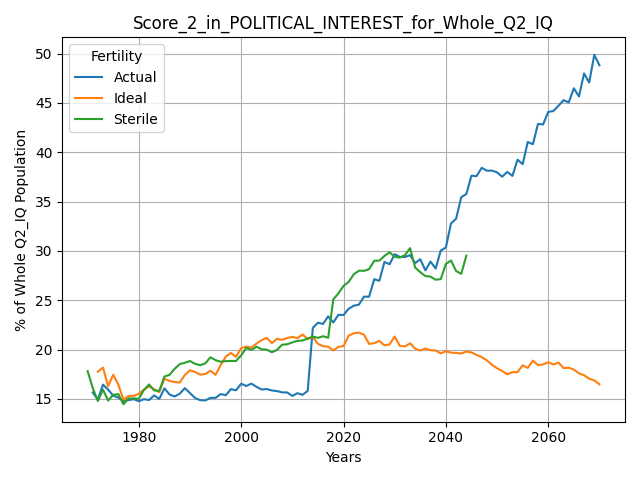 Score_2_in_POLITICAL_INTEREST_for_Whole_Q2_IQ
Fertility
Actual
Ideal
Sterile
% of Whole Q2_IQ Population
50
45
40
35
30
25
20
15
1980
2000
2020
2040
2060
Years